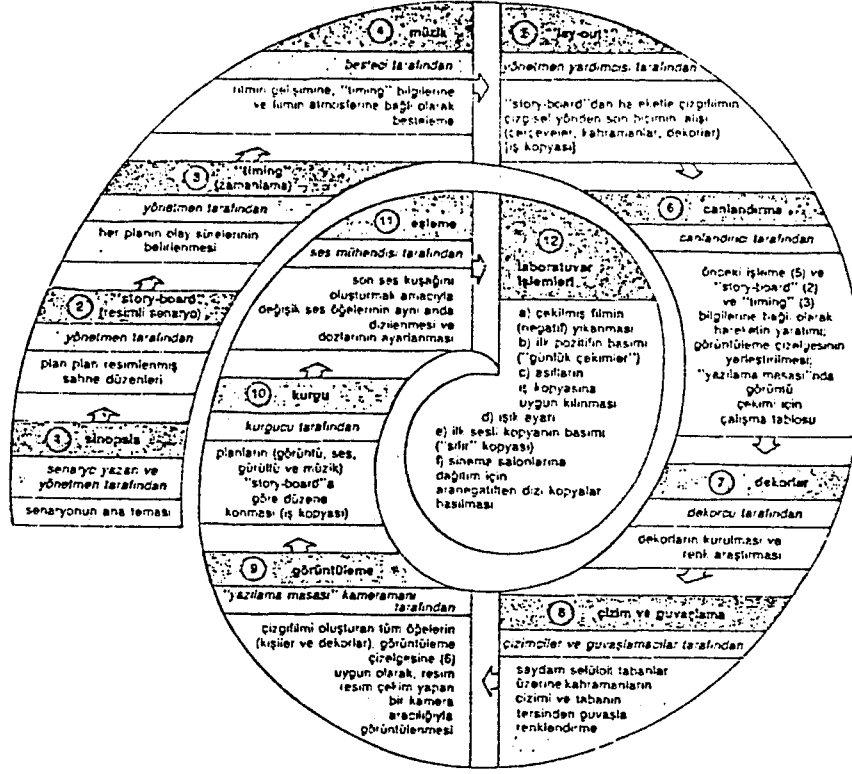 1 sinopsis
senaryo yazarı ve
yönetmen tarafından
senaryonun ana teması
2 "story-board"
(resimli senaryo)
yönetmen tarafından
plan plan resimlenmiş
sahne düzenleri
3 "timing"
(zamanlama)
yönetmen tarafından
her planın olay sürelerinin
belirlenmesi
4 müzik
besteci tarafından
filmin gelişimine, "timing" bilgilerine
ve filmin atmosferine bağlı olarak
besteleme
5 "lay-out"
yönetmen yardımcısı tarafından
"story-board"dan hareketle çizgifilmin
çizgisel yönden son biçimin alışı
(çerçeveler, kahramanlar, dekorlar)
(iş kopyası)
6 canlandırma
canlandırıcı tarafından
önceki işleme (5) ve
"story-board" (2)
ve "timing" (3)
bilgilerine bağlı olarak
hareketin yaratımı;
görüntüleme çizelgesinin
yerleştirilmesi;
"yazılama masası"nda
görüntü
çekimi için
çalışma tablosu
7 dekorlar
dekorcu tarafından
dekorların kurulması ve
renk araştırması
8 çizim ve guvaşlama
çizimciler ve guvaşlamacılar tarafından
saydam selüloit tabanlar
üzerine kahramanların
çizimi ve tabanın
tersinden guvaşla
renklendirme
9 görüntüleme
"yazılama masası" kameramanı
tarafından
çizgifilmi oluşturan tüm öğelerin
(kişiler ve dekorlar), görüntüleme
çizelgesine (6)
uygun olarak, resim
resim çekim yapan
bir kamera
aracılığıyla
görüntülenmesi
10 kurgu
kurgucu tarafından
planların (görüntü, ses,
gürültü ve müzik)
"story-board"a
göre düzene
konması (iş kopyası)
11 eşleme
ses mühendisi tarafından
son ses kuşağını
oluşturmak amacıyla
değişik ses öğelerinin aynı anda
dizilenmesi ve
dozlarının ayarlanması
12
laboratuvar
işlemleri
a) çekilmiş filmin
(negatif) yıkanması
b) ilk pozitifin basımı
("günlük çekimler")
c) asılların
iş kopyasına
uygun kılınması
d) ışık ayarı
e) ilk sesli kopyanın basımı
("sıfır" kopyası)
f) sinema salonlarına
dağıtım için
aranegatiften dizi kopyalar
basılması